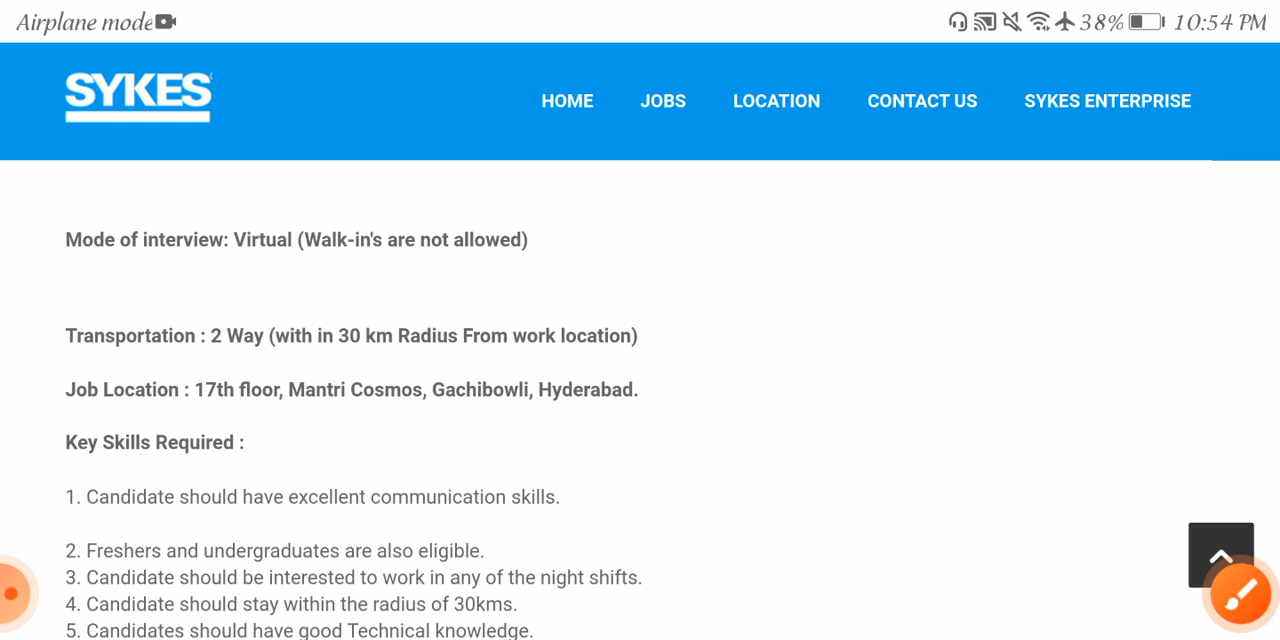 Airplane mode 38% 10:54 PM
SYKES HOME JOBS LOCATION CONTACT US SYKES ENTERPRISE
Mode of interview: Virtual (Walk-in's are not allowed)
Transportation : 2 Way (with in 30 km Radius From work location)
Job Location : 17th floor, Mantri Cosmos, Gachibowli, Hyderabad.
Key Skills Required :
1. Candidate should have excellent communication skills.
2. Freshers and undergraduates are also eligible.
3. Candidate should be interested to work in any of the night shifts.
4. Candidate should stay within the radius of 30kms.
5. Candidates should have good Technical knowledge.